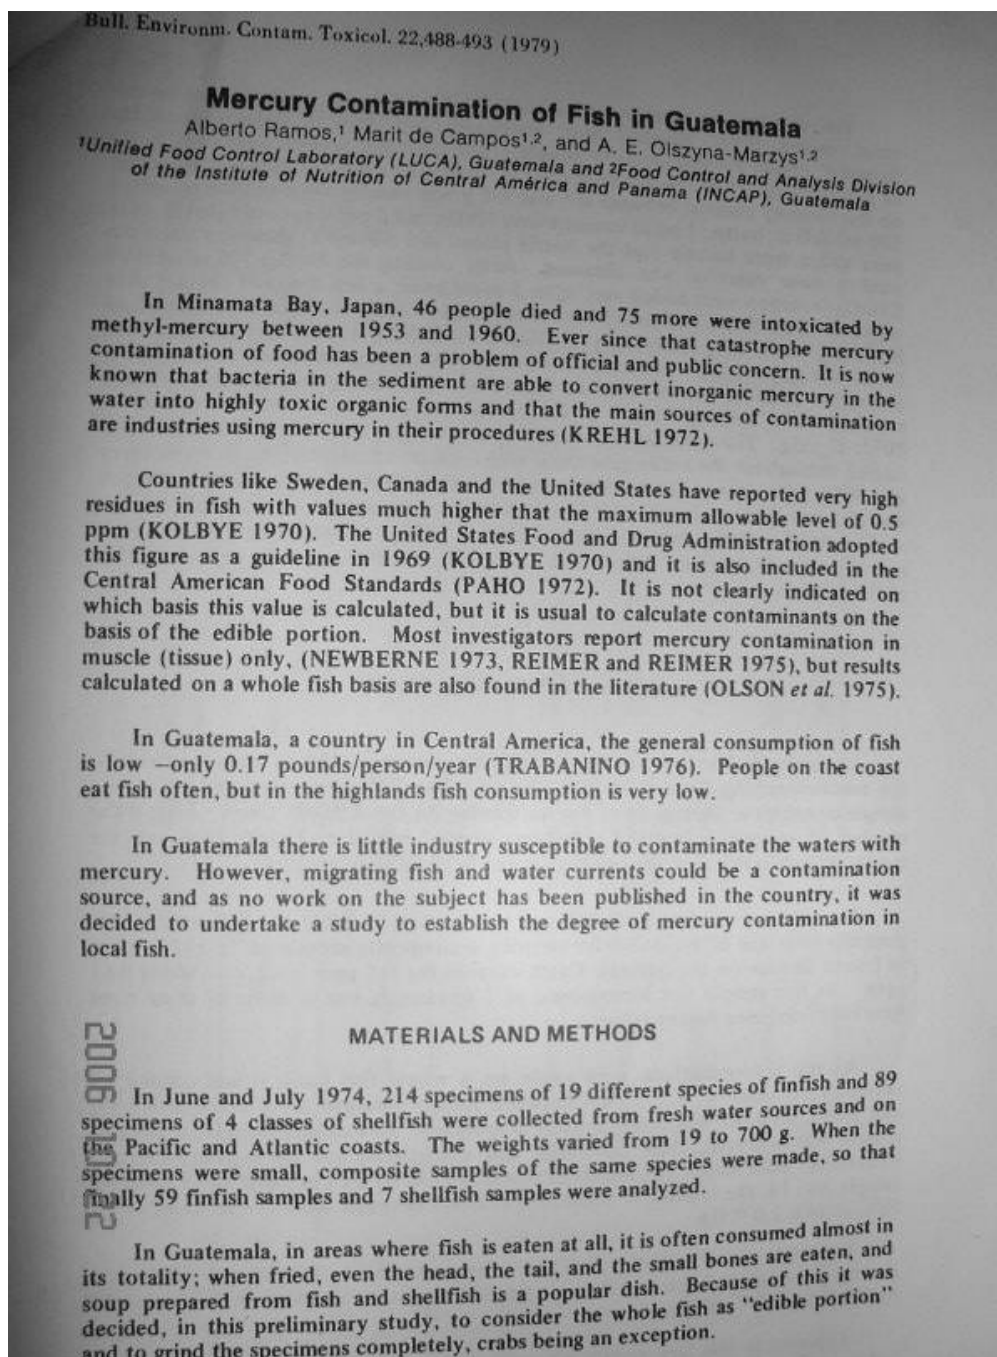 Bull. Environm. Contam. Toxicol. 22,488-493 (1979)
Mercury Contamination of Fish in Guatemala
Alberto Ramos,¹ Marit de Campos¹·², and A. E. Olszyna-Marzys¹·²
¹Unified Food Control Laboratory (LUCA), Guatemala and ²Food Control and Analysis Division
of the Institute of Nutrition of Central América and Panama (INCAP), Guatemala
In Minamata Bay, Japan, 46 people died and 75 more were intoxicated by
methyl-mercury between 1953 and 1960. Ever since that catastrophe mercury
contamination of food has been a problem of official and public concern. It is now
known that bacteria in the sediment are able to convert inorganic mercury in the
water into highly toxic organic forms and that the main sources of contamination
are industries using mercury in their procedures (KREHL 1972).
Countries like Sweden, Canada and the United States have reported very high
residues in fish with values much higher that the maximum allowable level of 0.5
ppm (KOLBYE 1970). The United States Food and Drug Administration adopted
this figure as a guideline in 1969 (KOLBYE 1970) and it is also included in the
Central American Food Standards (PAHO 1972). It is not clearly indicated on
which basis this value is calculated, but it is usual to calculate contaminants on the
basis of the edible portion. Most investigators report mercury contamination in
muscle (tissue) only, (NEWBERNE 1973, REIMER and REIMER 1975), but results
calculated on a whole fish basis are also found in the literature (OLSON et al. 1975).
In Guatemala, a country in Central America, the general consumption of fish
is low —only 0.17 pounds/person/year (TRABANINO 1976). People on the coast
eat fish often, but in the highlands fish consumption is very low.
In Guatemala there is little industry susceptible to contaminate the waters with
mercury. However, migrating fish and water currents could be a contamination
source, and as no work on the subject has been published in the country, it was
decided to undertake a study to establish the degree of mercury contamination in
local fish.
MATERIALS AND METHODS
In June and July 1974, 214 specimens of 19 different species of finfish and 89
specimens of 4 classes of shellfish were collected from fresh water sources and on
the Pacific and Atlantic coasts. The weights varied from 19 to 700 g. When the
specimens were small, composite samples of the same species were made, so that
finally 59 finfish samples and 7 shellfish samples were analyzed.
In Guatemala, in areas where fish is eaten at all, it is often consumed almost in
its totality; when fried, even the head, the tail, and the small bones are eaten, and
soup prepared from fish and shellfish is a popular dish. Because of this it was
decided, in this preliminary study, to consider the whole fish as "edible portion"
and to grind the specimens completely, crabs being an exception.
2006